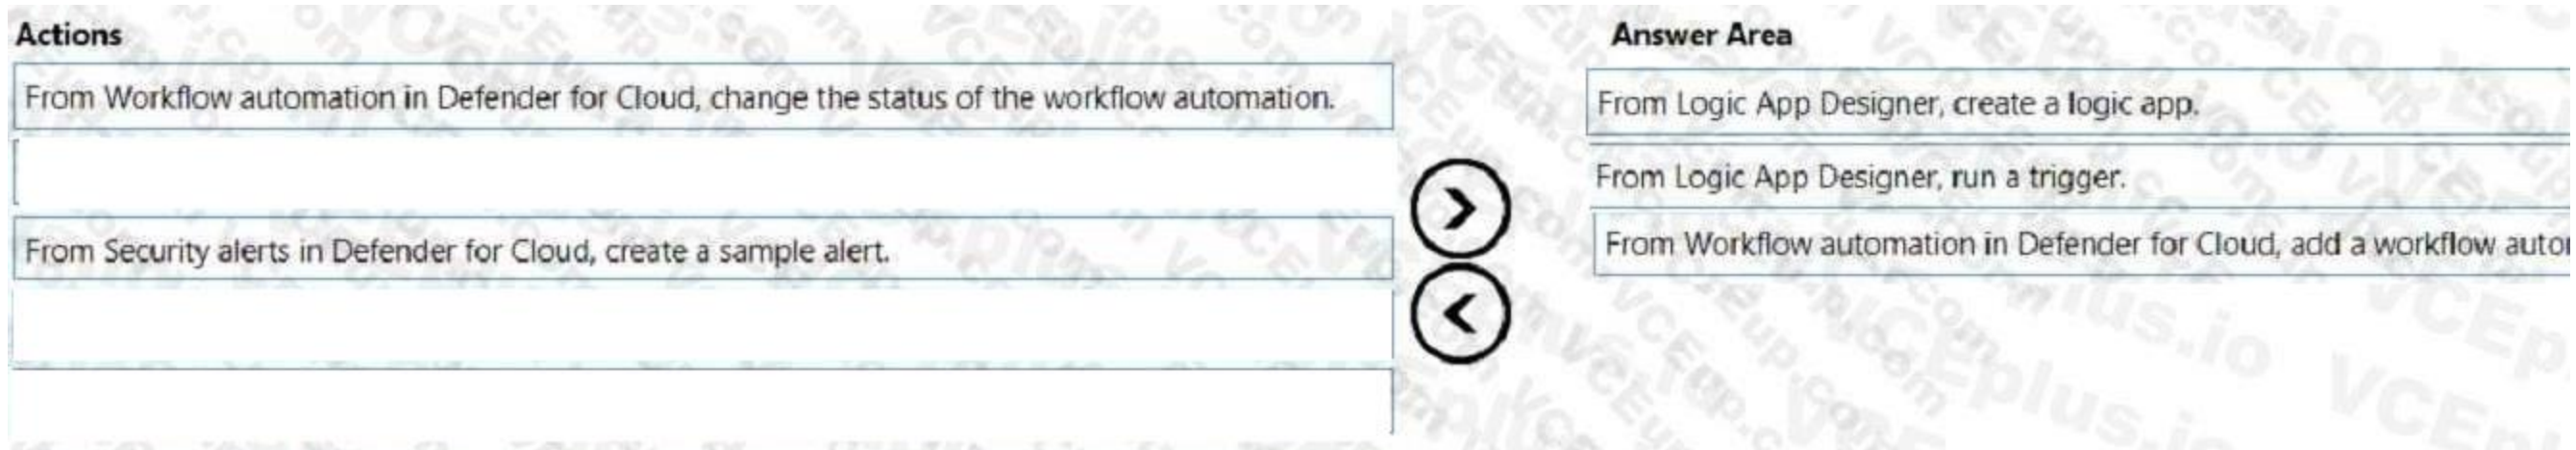 Actions
Answer Area
From Workflow automation in Defender for Cloud, change the status of the workflow automation.
From Logic App Designer, create a logic app.
From Logic App Designer, run a trigger.
From Security alerts in Defender for Cloud, create a sample alert.
From Workflow automation in Defender for Cloud, add a workflow